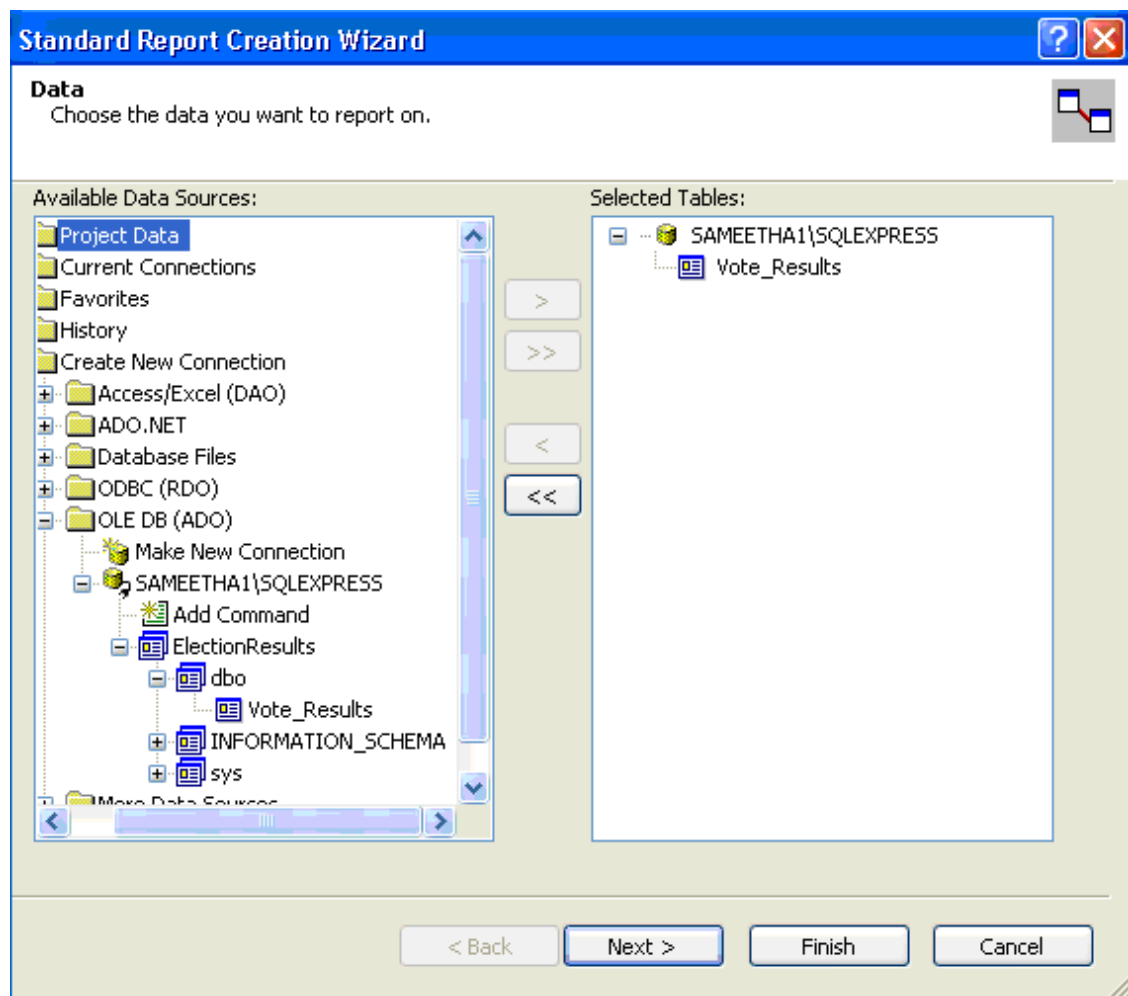 Standard Report Creation Wizard
Data
Choose the data you want to report on.
Available Data Sources:
Project Data
Current Connections
Favorites
History
Create New Connection
Access/Excel (DAO)
ADO.NET
Database Files
ODBC (RDO)
OLE DB (ADO)
Make New Connection
SAMEETHA1\SQLEXPRESS
Add Command
ElectionResults
dbo
Vote_Results
INFORMATION_SCHEMA
sys
More Data Sources
>
>>
<
<<
Selected Tables:
SAMEETHA1\SQLEXPRESS
Vote_Results
< Back
Next >
Finish
Cancel